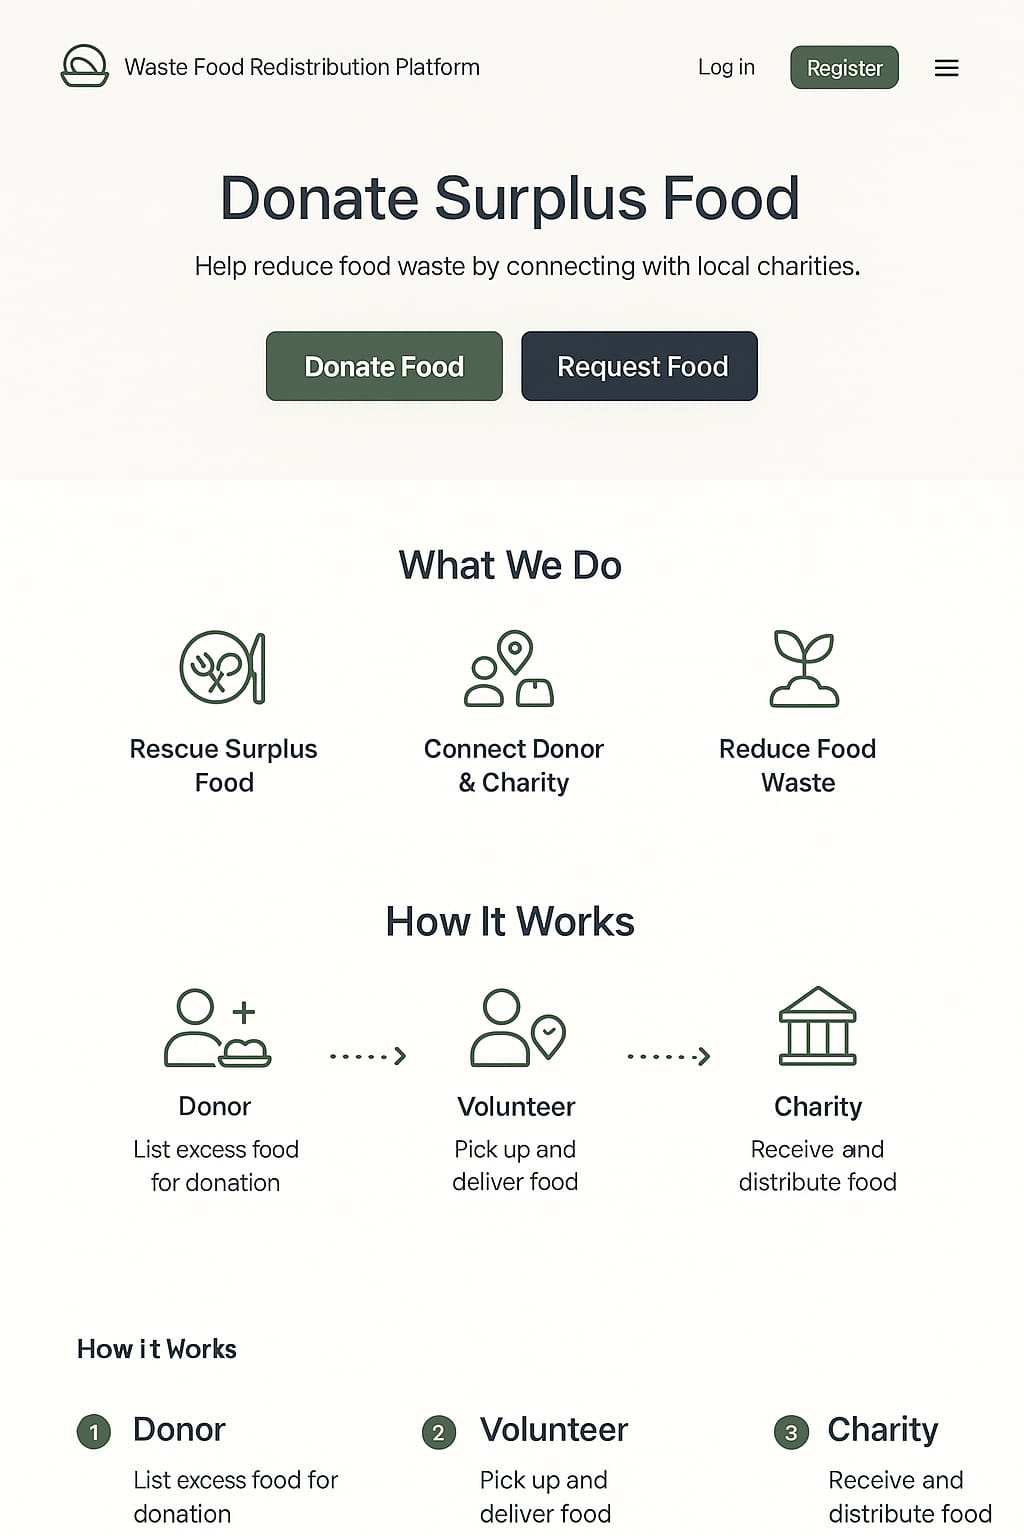 Waste Food Redistribution Platform
Log in
Register
Donate Surplus Food
Help reduce food waste by connecting with local charities.
Donate Food
Request Food
What We Do
Rescue Surplus
Food
Connect Donor
& Charity
Reduce Food
Waste
How It Works
Donor
List excess food
for donation
Volunteer
Pick up and
deliver food
Charity
Receive and
distribute food
How it Works
1 Donor
List excess food for
donation
2 Volunteer
Pick up and
deliver food
3 Charity
Receive and
distribute food